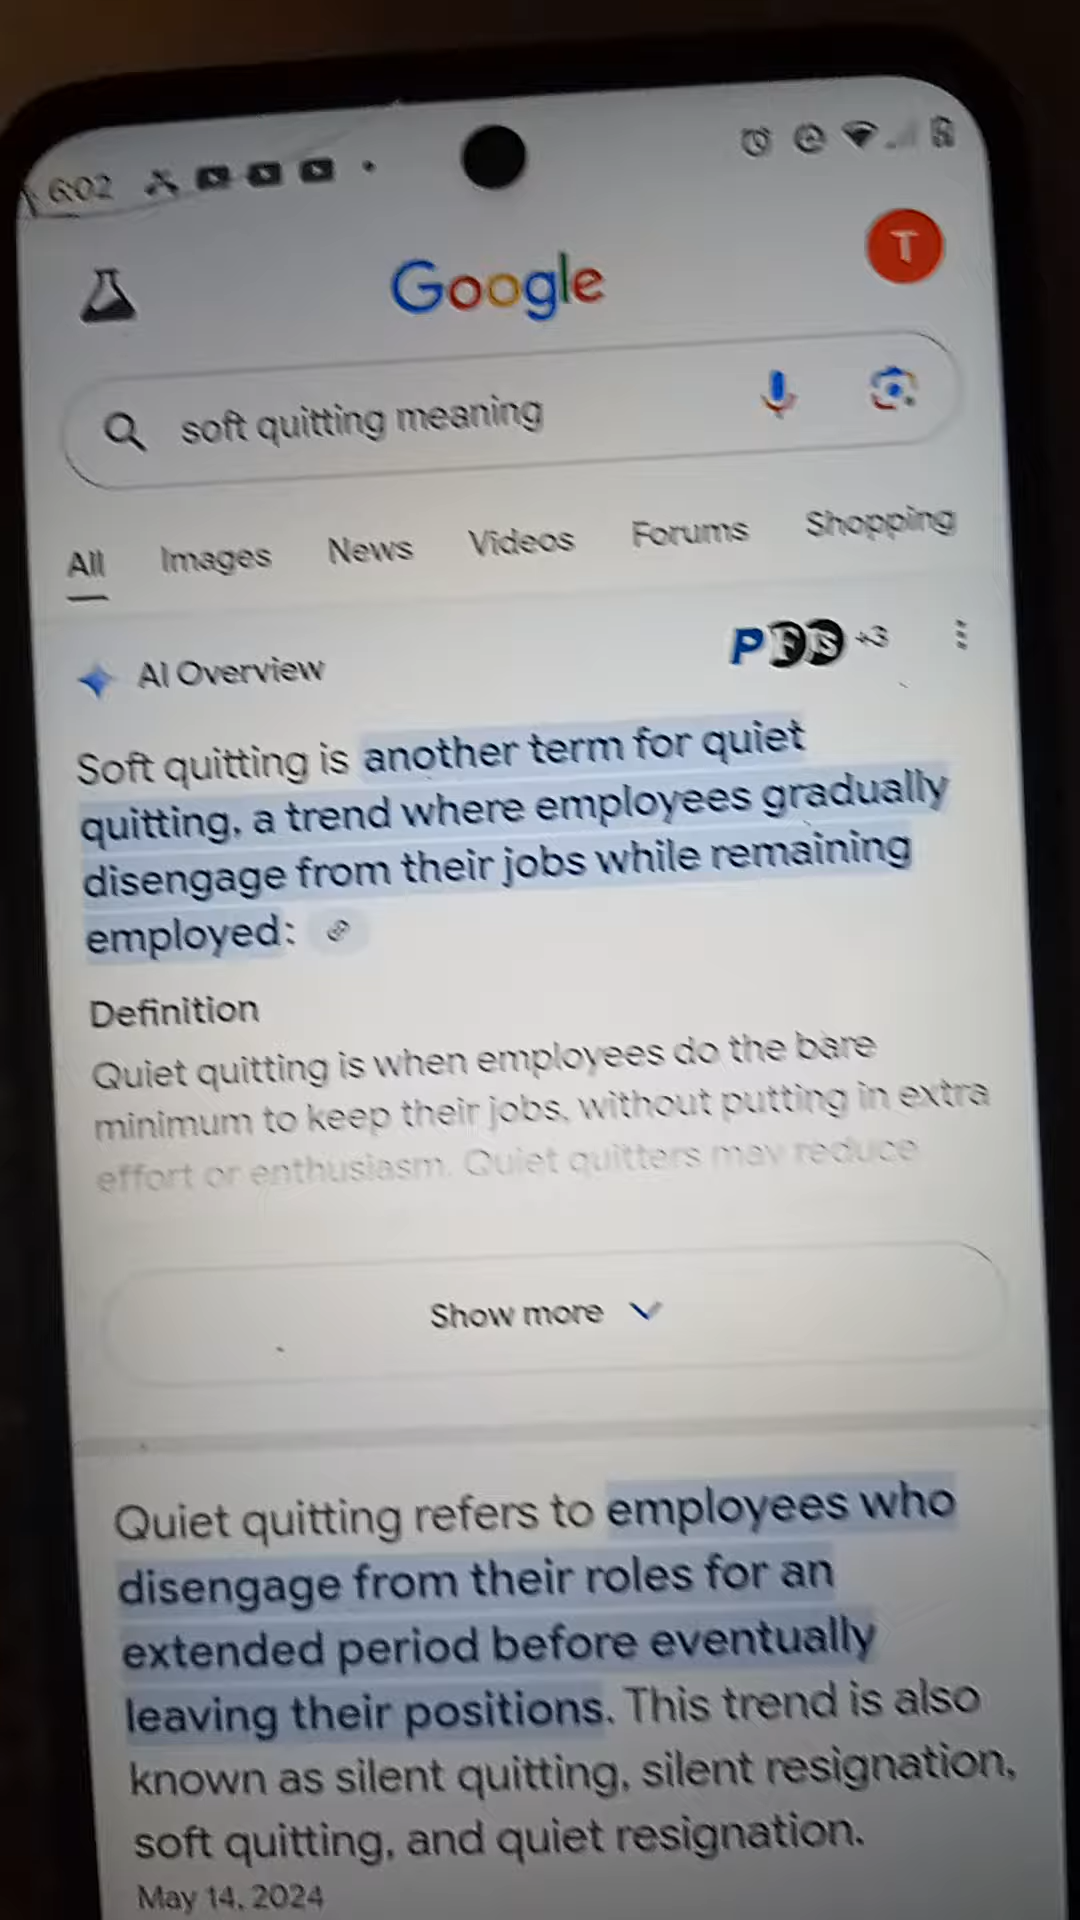 6:02
Google
T
soft quitting meaning
All Images News Videos Forums Shopping
AI Overview
+3
Soft quitting is another term for quiet
quitting, a trend where employees gradually
disengage from their jobs while remaining
employed:
Definition
Quiet quitting is when employees do the bare
minimum to keep their jobs, without putting in extra
effort or enthusiasm. Quiet quitters may reduce
Show more
Quiet quitting refers to employees who
disengage from their roles for an
extended period before eventually
leaving their positions. This trend is also
known as silent quitting, silent resignation,
soft quitting, and quiet resignation.
May 14, 2024